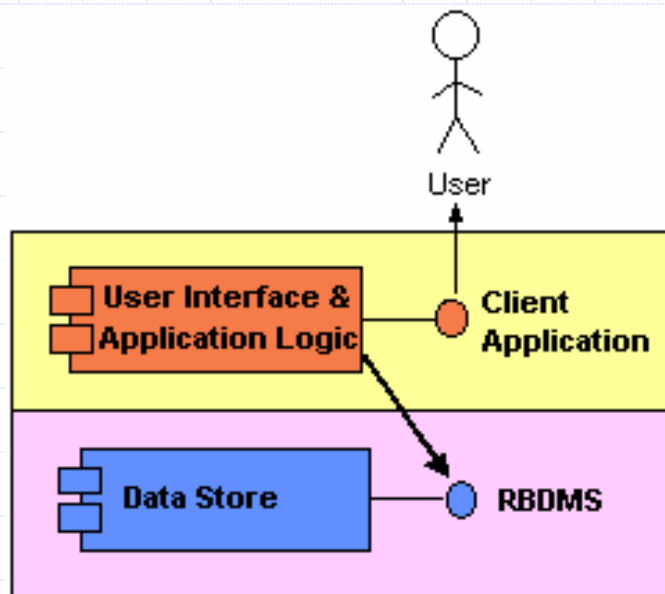 User
User Interface &
Application Logic
Client
Application
Data Store
RBDMS